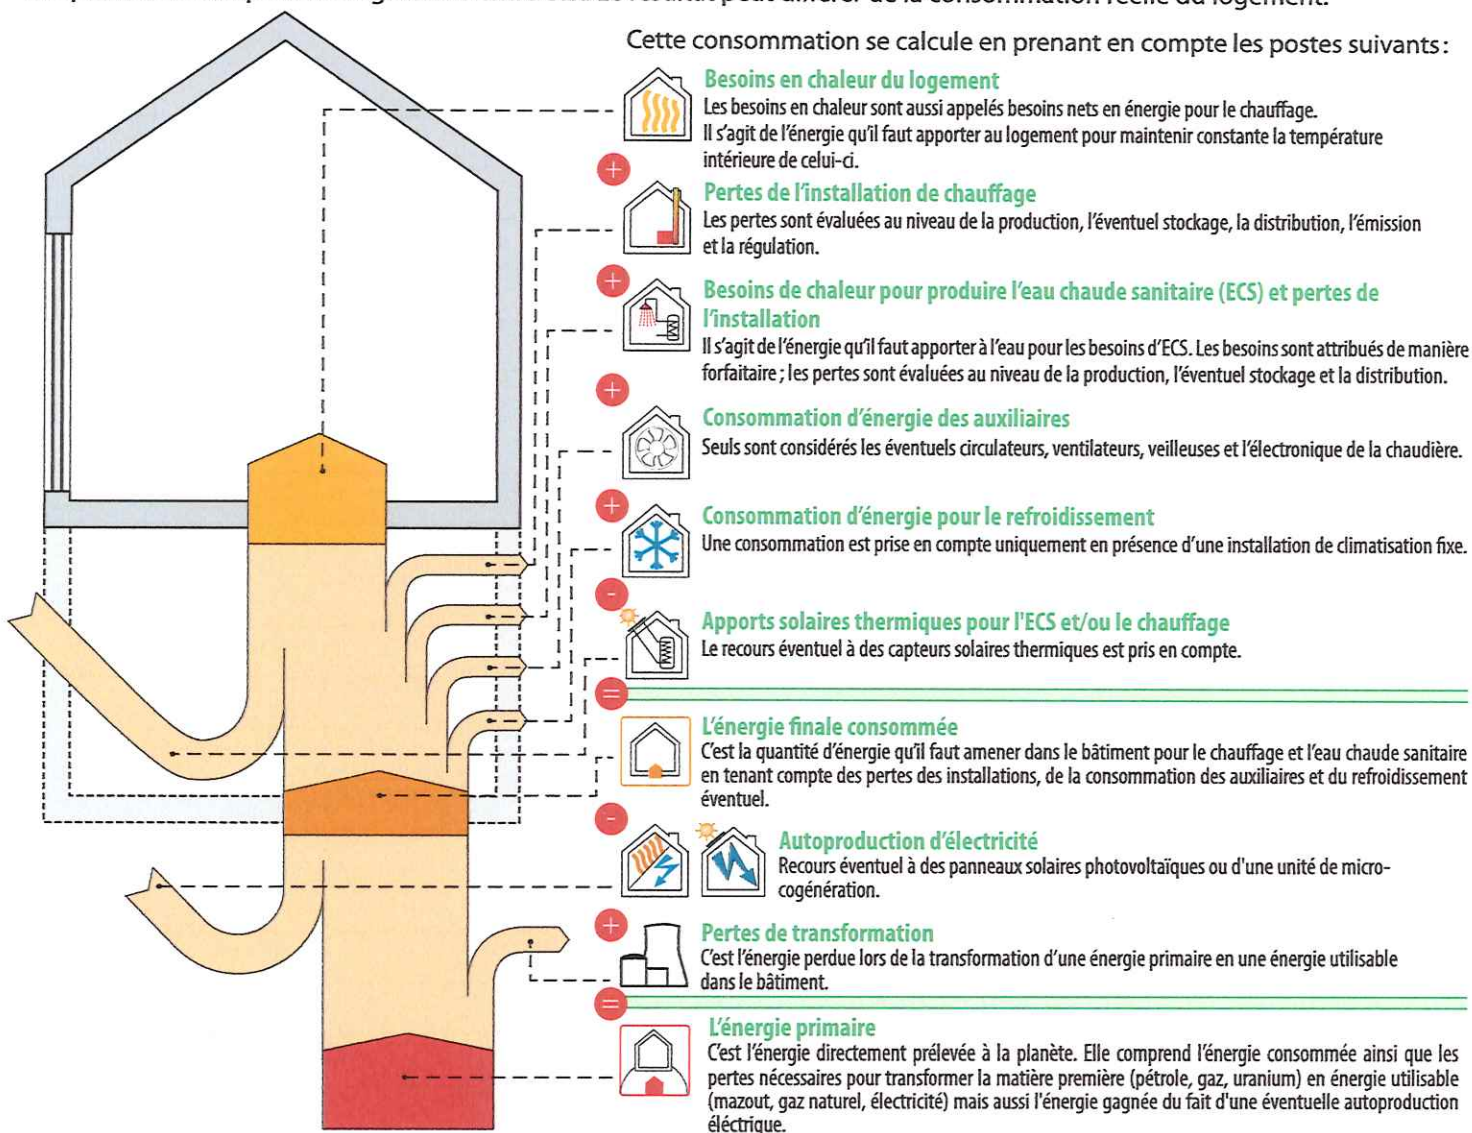 peut différer de la consommation réelle du logement.
Cette consommation se calcule en prenant en compte les postes suivants :
Besoins en chaleur du logement
Les besoins en chaleur sont aussi appelés besoins nets en énergie pour le chauffage.
Il s'agit de l'énergie qu'il faut apporter au logement pour maintenir constante la température
intérieure de celui-ci.
+
Pertes de l'installation de chauffage
Les pertes sont évaluées au niveau de la production, l'éventuel stockage, la distribution, l'émission
et la régulation.
+
Besoins de chaleur pour produire l'eau chaude sanitaire (ECS) et pertes de
l'installation
Il s'agit de l'énergie qu'il faut apporter à l'eau pour les besoins d'ECS. Les besoins sont attribués de manière
forfaitaire ; les pertes sont évaluées au niveau de la production, l'éventuel stockage et la distribution.
+
Consommation d'énergie des auxiliaires
Seuls sont considérés les éventuels circulateurs, ventilateurs, veilleuses et l'électronique de la chaudière.
+
Consommation d'énergie pour le refroidissement
Une consommation est prise en compte uniquement en présence d'une installation de climatisation fixe.
-
Apports solaires thermiques pour l'ECS et/ou le chauffage
Le recours éventuel à des capteurs solaires thermiques est pris en compte.
=
L'énergie finale consommée
C'est la quantité d'énergie qu'il faut amener dans le bâtiment pour le chauffage et l'eau chaude sanitaire
en tenant compte des pertes des installations, de la consommation des auxiliaires et du refroidissement
éventuel.
-
Autoproduction d'électricité
Recours éventuel à des panneaux solaires photovoltaïques ou d'une unité de micro-
cogénération.
+
Pertes de transformation
C'est l'énergie perdue lors de la transformation d'une énergie primaire en une énergie utilisable
dans le bâtiment.
=
L'énergie primaire
C'est l'énergie directement prélevée à la planète. Elle comprend l'énergie consommée ainsi que les
pertes nécessaires pour transformer la matière première (pétrole, gaz, uranium) en énergie utilisable
(mazout, gaz naturel, électricité) mais aussi l'énergie gagnée du fait d'une éventuelle autoproduction
éléctrique.